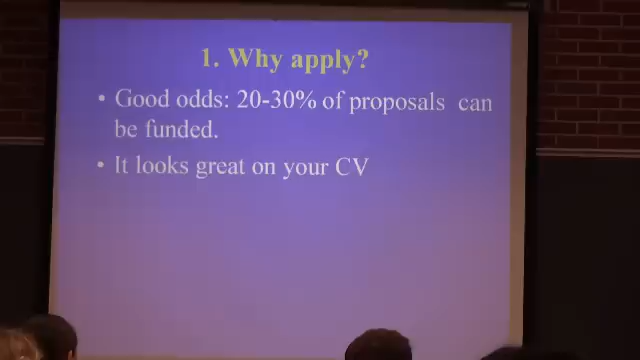 1. Why apply?
• Good odds: 20-30% of proposals can
be funded.
• It looks great on your CV